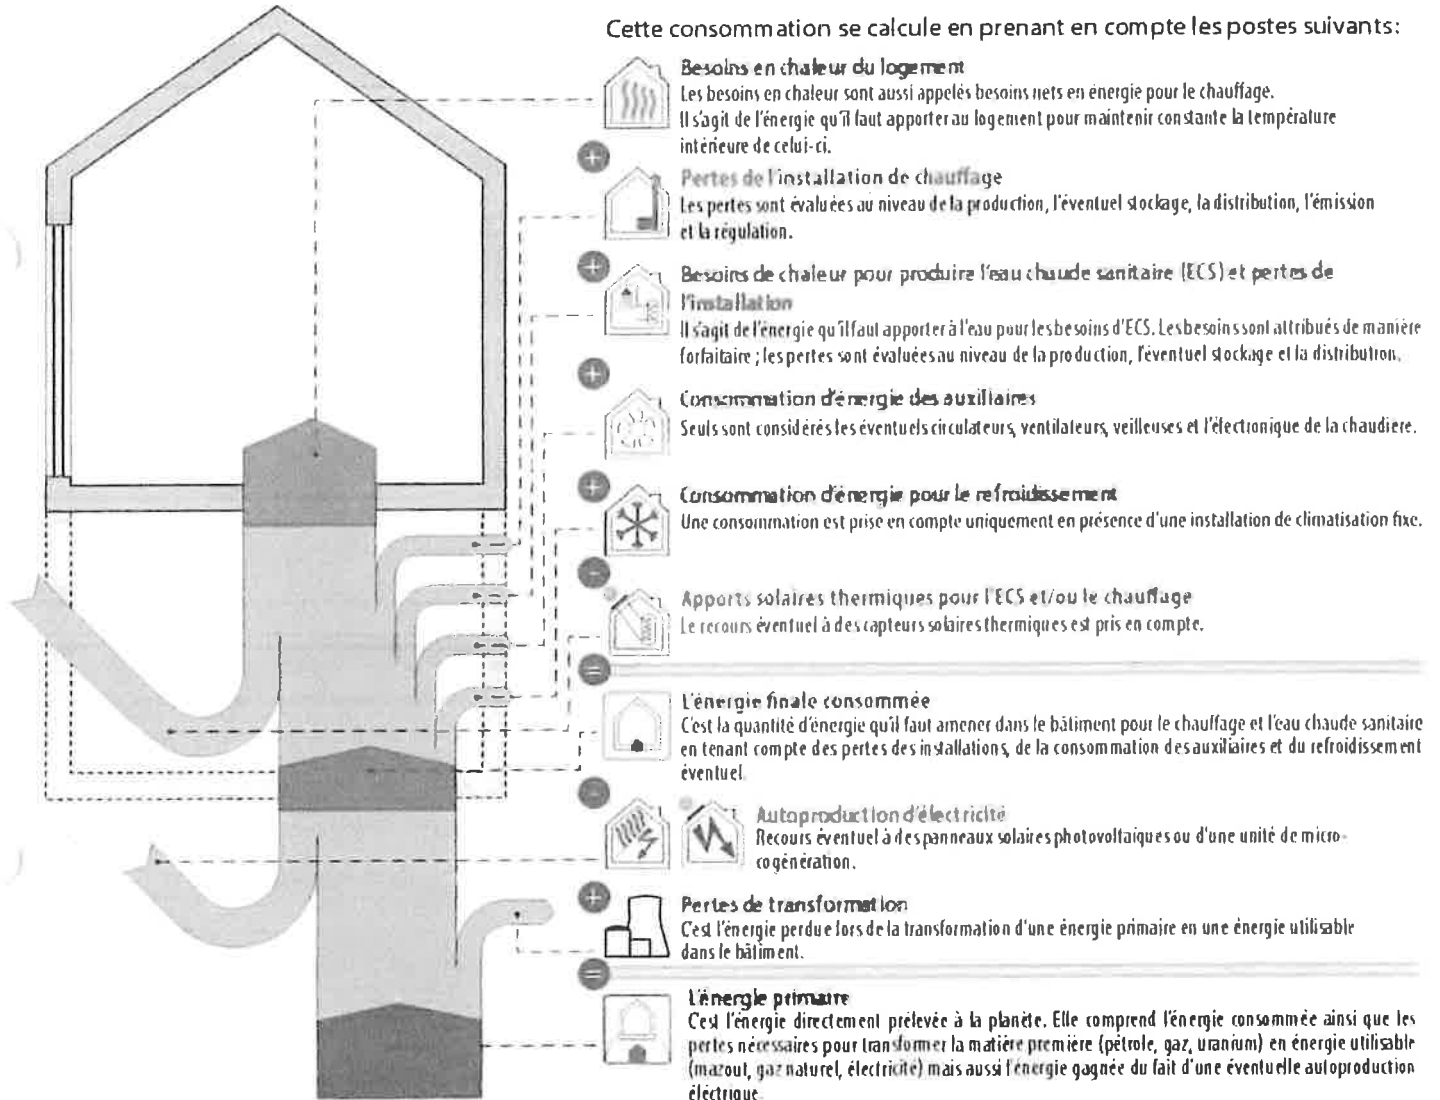 Cette consommation se calcule en prenant en compte les postes suivants:
Besoins en chaleur du logement
Les besoins en chaleur sont aussi appelés besoins nets en énergie pour le chauffage.
Il s'agit de l'énergie qu'il faut apporter au logement pour maintenir constante la température
intérieure de celui-ci.
+
Pertes de l'installation de chauffage
Les pertes sont évaluées au niveau de la production, l'éventuel stockage, la distribution, l'émission
et la régulation.
+
Besoins de chaleur pour produire l'eau chaude sanitaire (ECS) et pertes de
l'installation
Il s'agit de l'énergie qu'il faut apporter à l'eau pour les besoins d'ECS. Les besoins sont attribués de manière
forfaitaire ; les pertes sont évaluées au niveau de la production, l'éventuel stockage et la distribution.
+
Consommation d'énergie des auxiliaires
Seuls sont considérés les éventuels circulateurs, ventilateurs, veilleuses et l'électronique de la chaudière.
+
Consommation d'énergie pour le refroidissement
Une consommation est prise en compte uniquement en présence d'une installation de climatisation fixe.
-
Apports solaires thermiques pour l'ECS et/ou le chauffage
Le recours éventuel à des capteurs solaires thermiques est pris en compte.
=
L'énergie finale consommée
C'est la quantité d'énergie qu'il faut amener dans le bâtiment pour le chauffage et l'eau chaude sanitaire
en tenant compte des pertes des installations, de la consommation des auxiliaires et du refroidissement
éventuel.
-
Autoproduction d'électricité
Recours éventuel à des panneaux solaires photovoltaïques ou d'une unité de micro-
cogénération.
+
Pertes de transformation
C'est l'énergie perdue lors de la transformation d'une énergie primaire en une énergie utilisable
dans le bâtiment.
=
L'énergie primaire
C'est l'énergie directement prélevée à la planète. Elle comprend l'énergie consommée ainsi que les
pertes nécessaires pour transformer la matière première (pétrole, gaz, uranium) en énergie utilisable
(mazout, gaz naturel, électricité) mais aussi l'énergie gagnée du fait d'une éventuelle autoproduction
électrique.